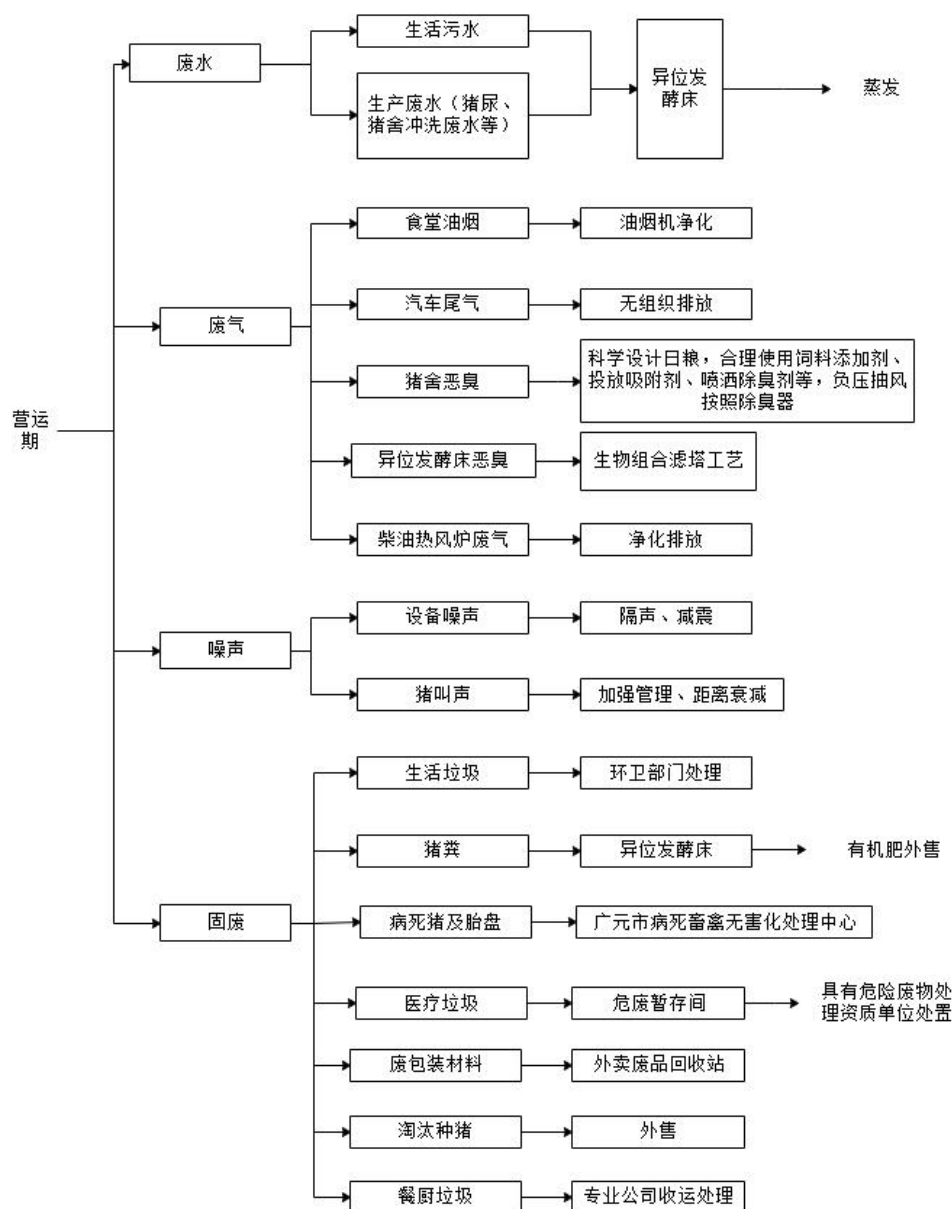 营运
期
废水
生活污水
生产废水（猪尿、
猪舍冲洗废水等）
异位发
酵床
蒸发
废气
食堂油烟
油烟机净化
汽车尾气
无组织排放
猪舍恶臭
科学设计日粮，合理使用饲料添加剂、
投放吸附剂、喷洒除臭剂等，负压抽风
按照除臭器
异位发酵床恶臭
生物组合滤塔工艺
柴油热风炉废气
净化排放
噪声
设备噪声
隔声、减震
猪叫声
加强管理、距离衰减
固废
生活垃圾
环卫部门处理
猪粪
异位发酵床
有机肥外售
病死猪及胎盘
广元市病死畜禽无害化处理中心
医疗垃圾
危废暂存间
具有危险废物处
理资质单位处置
废包装材料
外卖废品回收站
淘汰种猪
外售
餐厨垃圾
专业公司收运处理